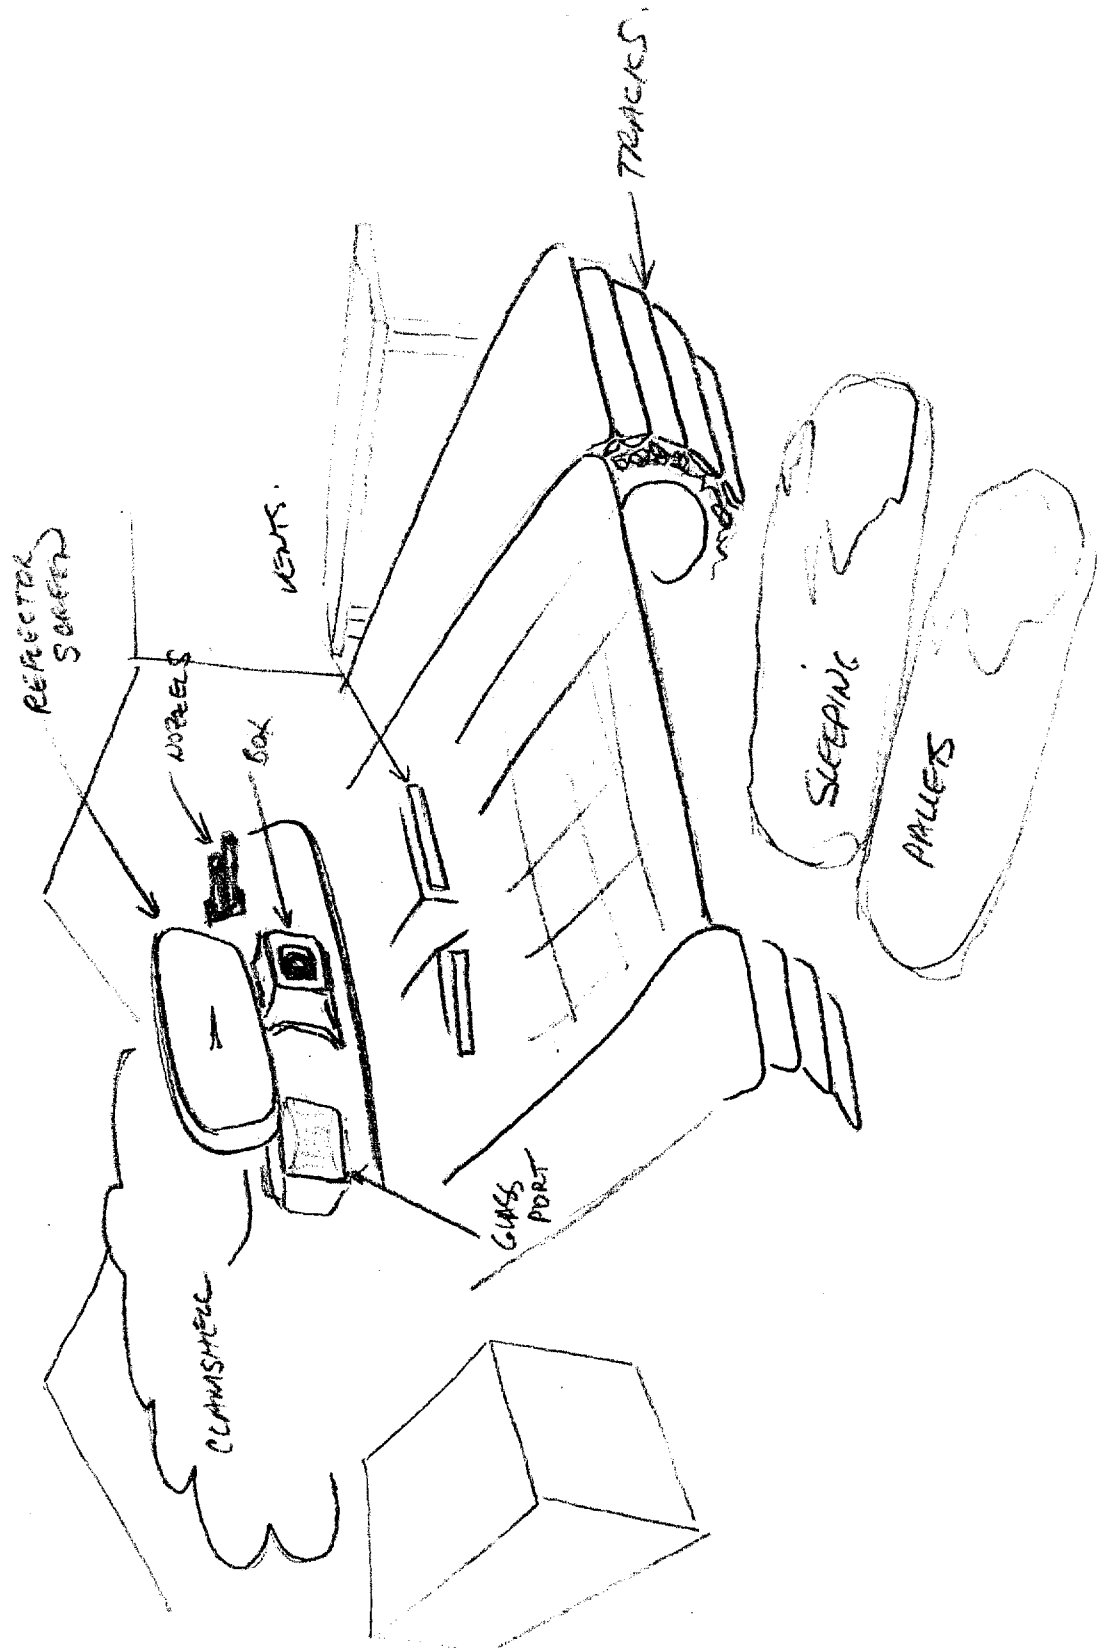 REFLECTOR
SCREEN
NOZZELS
BOX
VENTS.
TRACKS.
CLAMSHELL
GLASS
PORT
SLEEPING
PALLETS